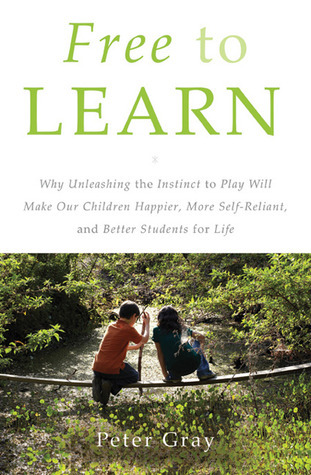 Free to
LEARN
Why Unleashing the Instinct to Play Will
Make Our Children Happier, More Self-Reliant,
and Better Students for Life
Peter Gray